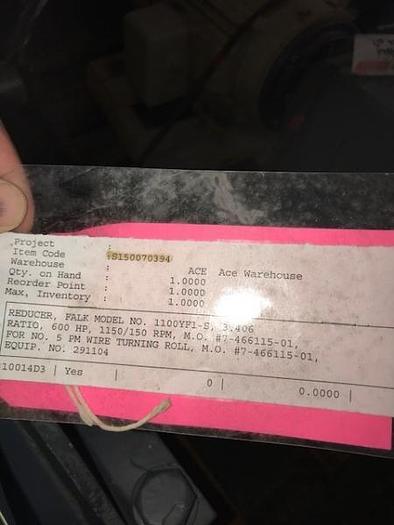 Project :
Item Code : S150070394
Warehouse : ACE Ace Warehouse
Qty. on Hand : 1.0000
Reorder Point : 1.0000
Max, Inventory : 1.0000
REDUCER, FALK MODEL NO. 1100YF1-S, 3.406
RATIO, 600 HP, 1150/150 RPM, M.O. #7-466115-01,
FOR NO. 5 PM WIRE TURNING ROLL, M.O. #7-466115-01,
EQUIP. NO. 291104
10014D3 | Yes | 0 | 0.0000 |